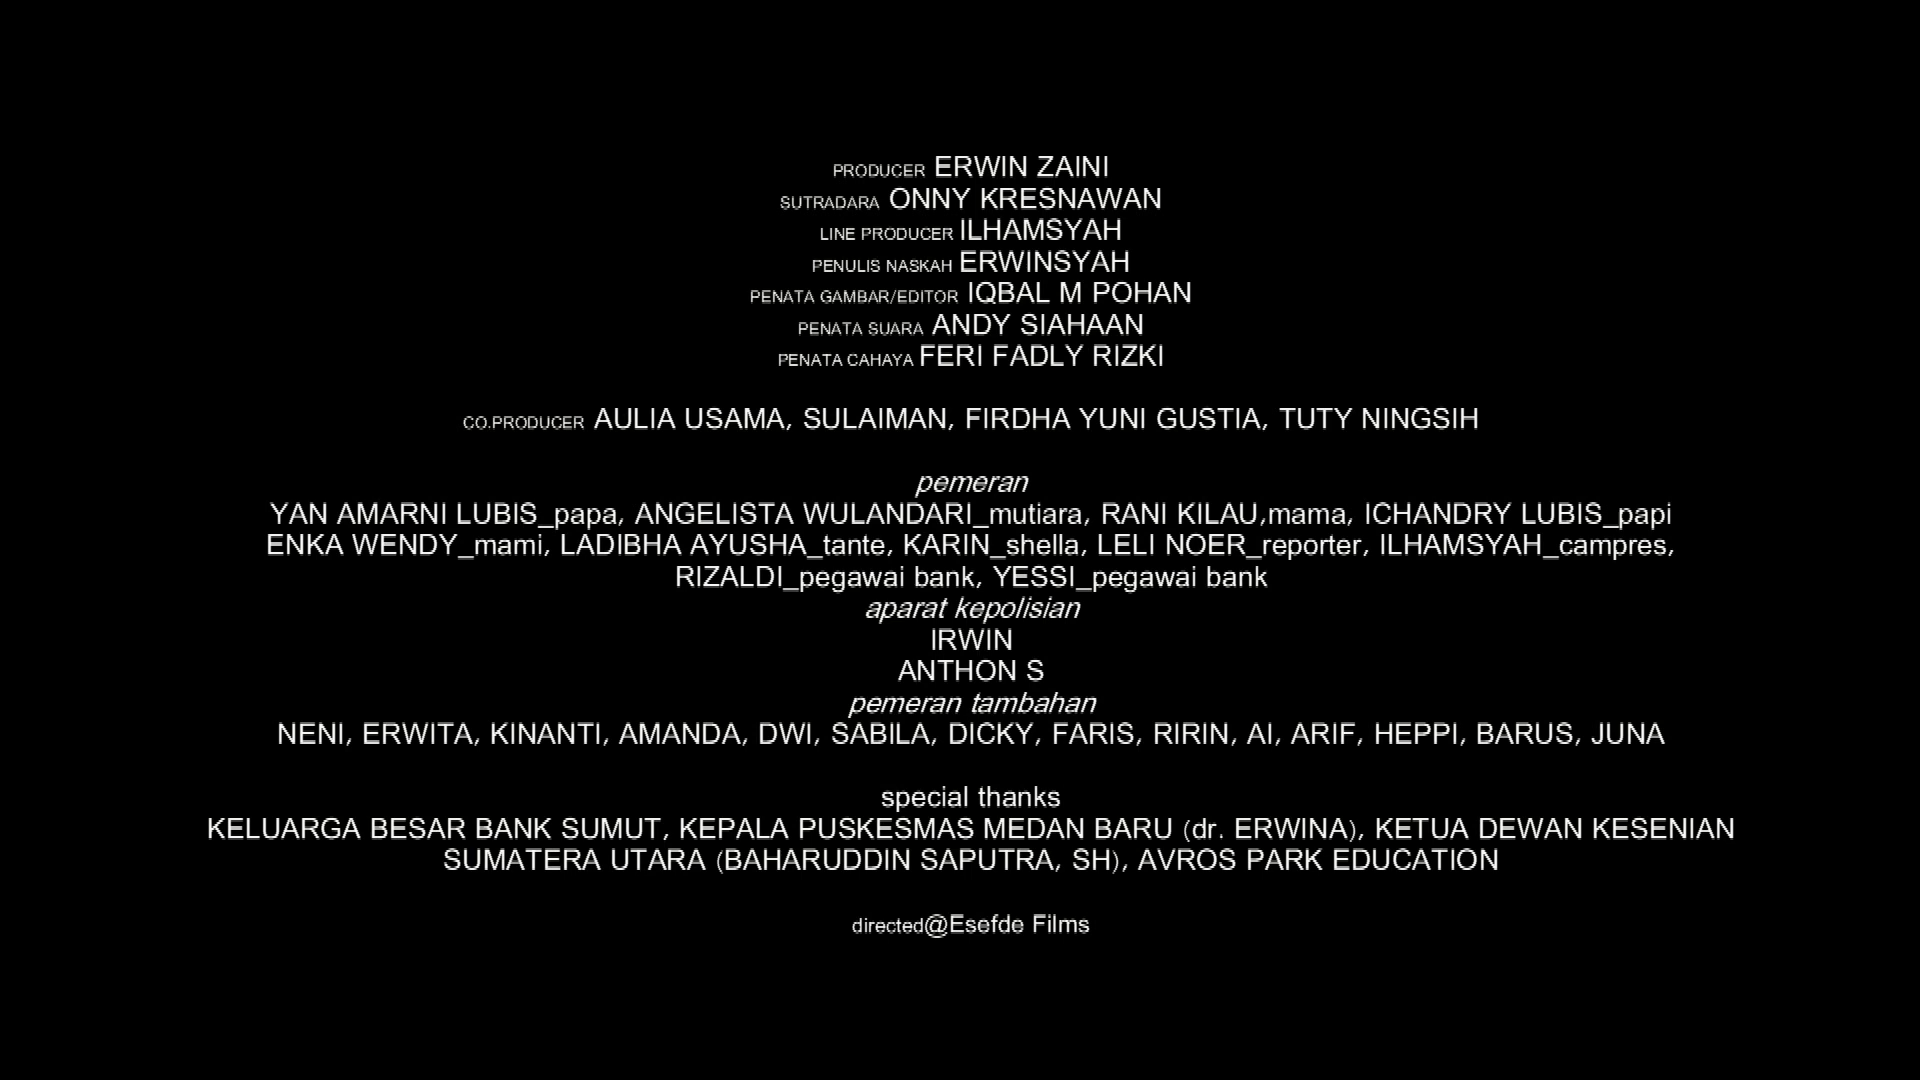 PRODUCER ERWIN ZAINI
SUTRADARA ONNY KRESNAWAN
LINE PRODUCER ILHAMSYAH
PENULIS NASKAH ERWINSYAH
PENATA GAMBAR/EDITOR IQBAL M POHAN
PENATA SUARA ANDY SIAHAAN
PENATA CAHAYA FERI FADLY RIZKI
CO.PRODUCER AULIA USAMA, SULAIMAN, FIRDHA YUNI GUSTIA, TUTY NINGSIH
pemeran
YAN AMARNI LUBIS_papa, ANGELISTA WULANDARI_mutiara, RANI KILAU,mama, ICHANDRY LUBIS_papi
ENKA WENDY_mami, LADIBHA AYUSHA_tante, KARIN_shella, LELI NOER_reporter, ILHAMSYAH_campres,
RIZALDI_pegawai bank, YESSI_pegawai bank
aparat kepolisian
IRWIN
ANTHON S
pemeran tambahan
NENI, ERWITA, KINANTI, AMANDA, DWI, SABILA, DICKY, FARIS, RIRIN, AI, ARIF, HEPPI, BARUS, JUNA
special thanks
KELUARGA BESAR BANK SUMUT, KEPALA PUSKESMAS MEDAN BARU (dr. ERWINA), KETUA DEWAN KESENIAN
SUMATERA UTARA (BAHARUDDIN SAPUTRA, SH), AVROS PARK EDUCATION
directed@Esefde Films